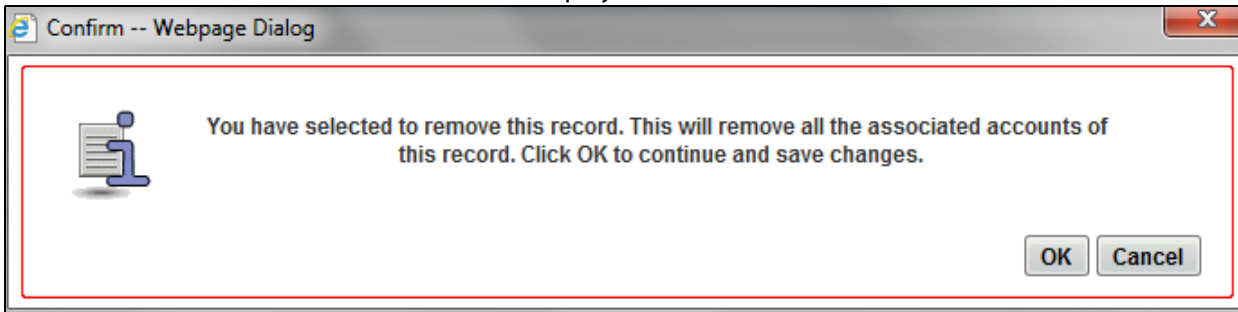 Confirm -- Webpage Dialog
You have selected to remove this record. This will remove all the associated accounts of
this record. Click OK to continue and save changes.
OK Cancel